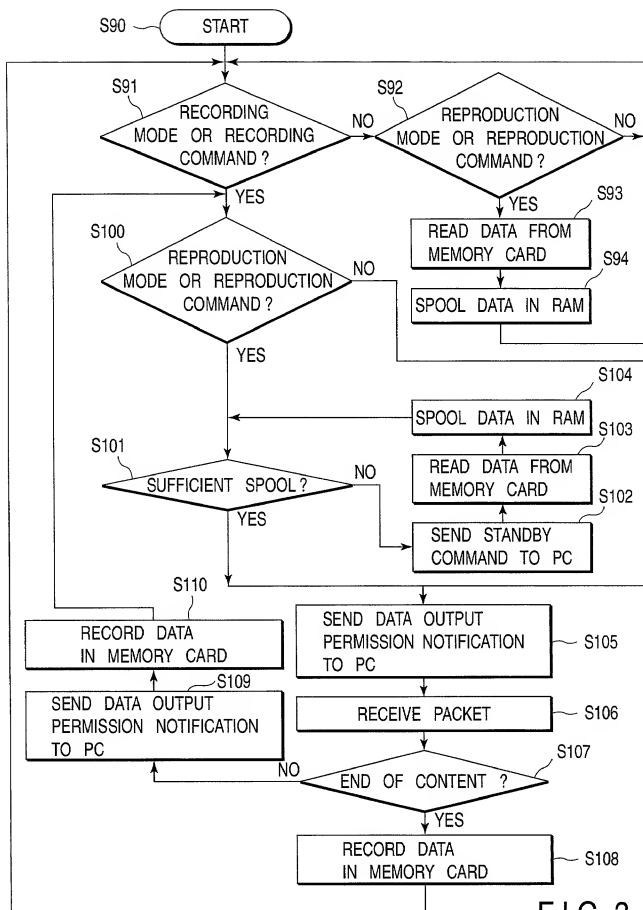 S90
START
S91
RECORDING
MODE OR RECORDING
COMMAND ?
NO
YES
S92
REPRODUCTION
MODE OR REPRODUCTION
COMMAND ?
NO
YES
S93
READ DATA FROM
MEMORY CARD
S94
SPOOL DATA IN RAM
S100
REPRODUCTION
MODE OR REPRODUCTION
COMMAND ?
NO
YES
S104
SPOOL DATA IN RAM
S103
READ DATA FROM
MEMORY CARD
S101
SUFFICIENT SPOOL ?
NO
YES
S102
SEND STANDBY
COMMAND TO PC
S110
RECORD DATA
IN MEMORY CARD
S109
SEND DATA OUTPUT
PERMISSION NOTIFICATION
TO PC
SEND DATA OUTPUT
PERMISSION NOTIFICATION
TO PC
S105
RECEIVE PACKET
S106
S107
END OF CONTENT ?
NO
YES
RECORD DATA
IN MEMORY CARD
S108